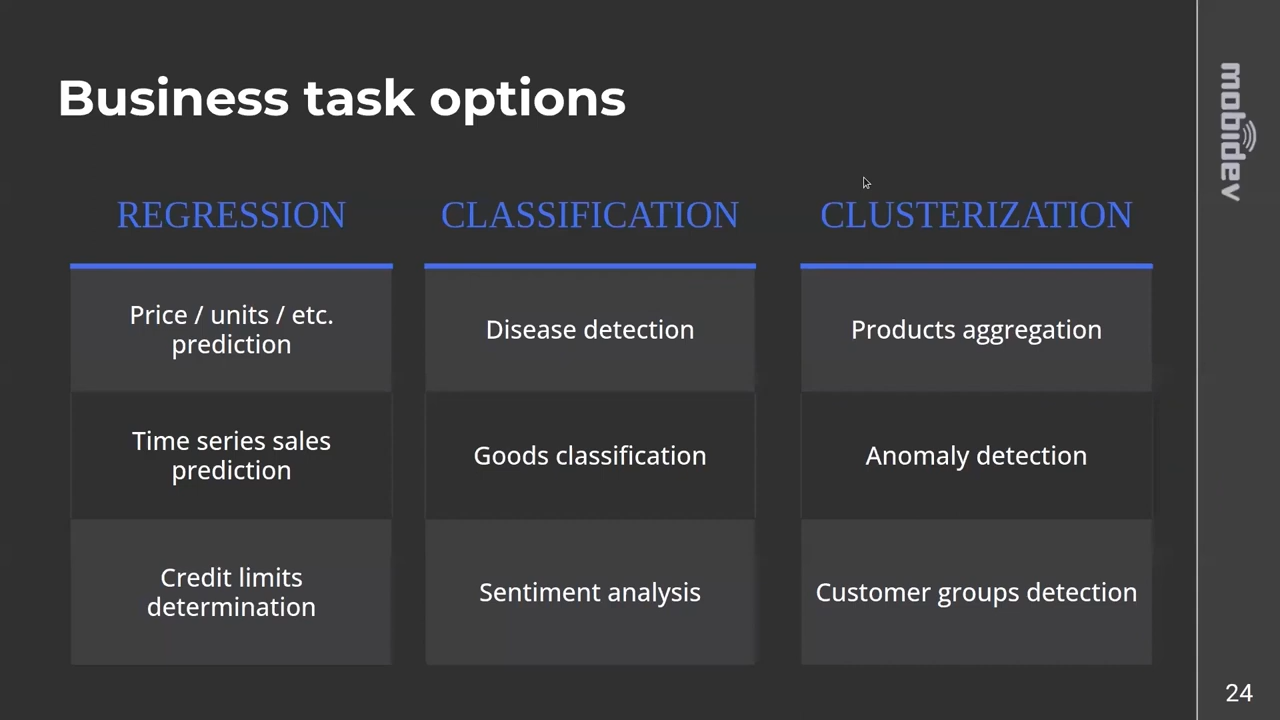 Business task options
REGRESSION
Price / units / etc.
prediction
Time series sales
prediction
Credit limits
determination
CLASSIFICATION
Disease detection
Goods classification
Sentiment analysis
CLUSTERIZATION
Products aggregation
Anomaly detection
Customer groups detection
mobidev
24